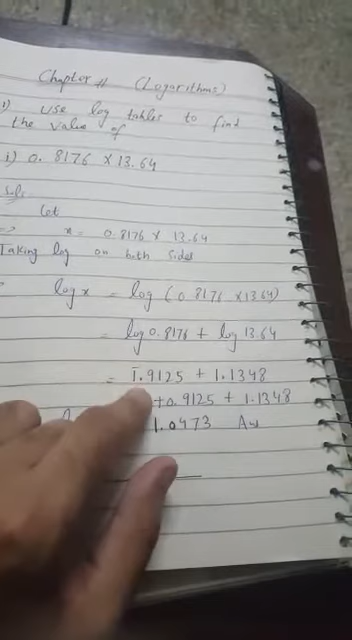 Chapter # (Logarithms)
1) use log tables to find
the value of
i) 0.8176 × 13.64
Sol:
let
=> x = 0.8176 × 13.64
Taking log on both sides
log x = log (0.8176 × 13.64)
= log 0.8176 + log 13.64
= 1̅.9125 + 1.1348
+0.9125 + 1.1348
1.0473 Ans